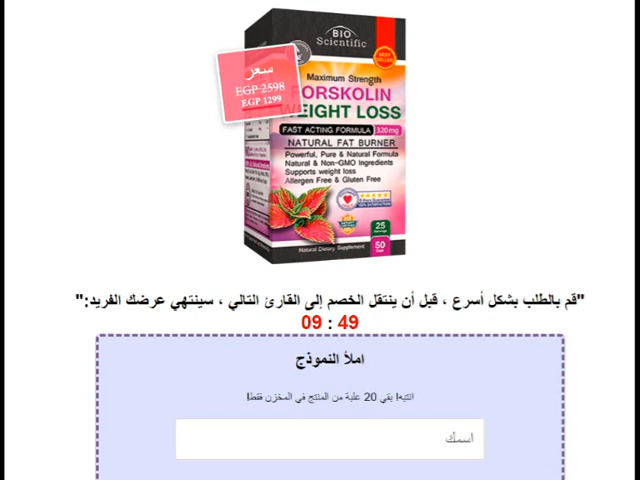 BIO
Scientific
BEST
SELLER
سعر
EGP 2598
EGP 1299
Maximum Strength
FORSKOLIN
WEIGHT LOSS
FAST ACTING FORMULA 320mg
NATURAL FAT BURNER
Powerful, Pure & Natural Formula
Natural & Non-GMO Ingredients
Supports weight loss
Allergen Free & Gluten Free
25
50
Natural Dietary Supplement
"قم بالطلب بشكل أسرع ، قبل أن ينتقل الخصم إلى القارئ التالي ، سينتهي عرضك الفريد:"
09 : 49
املأ النموذج
انتبه! بقي 20 علبة من المنتج في المخزن فقط!
اسمك